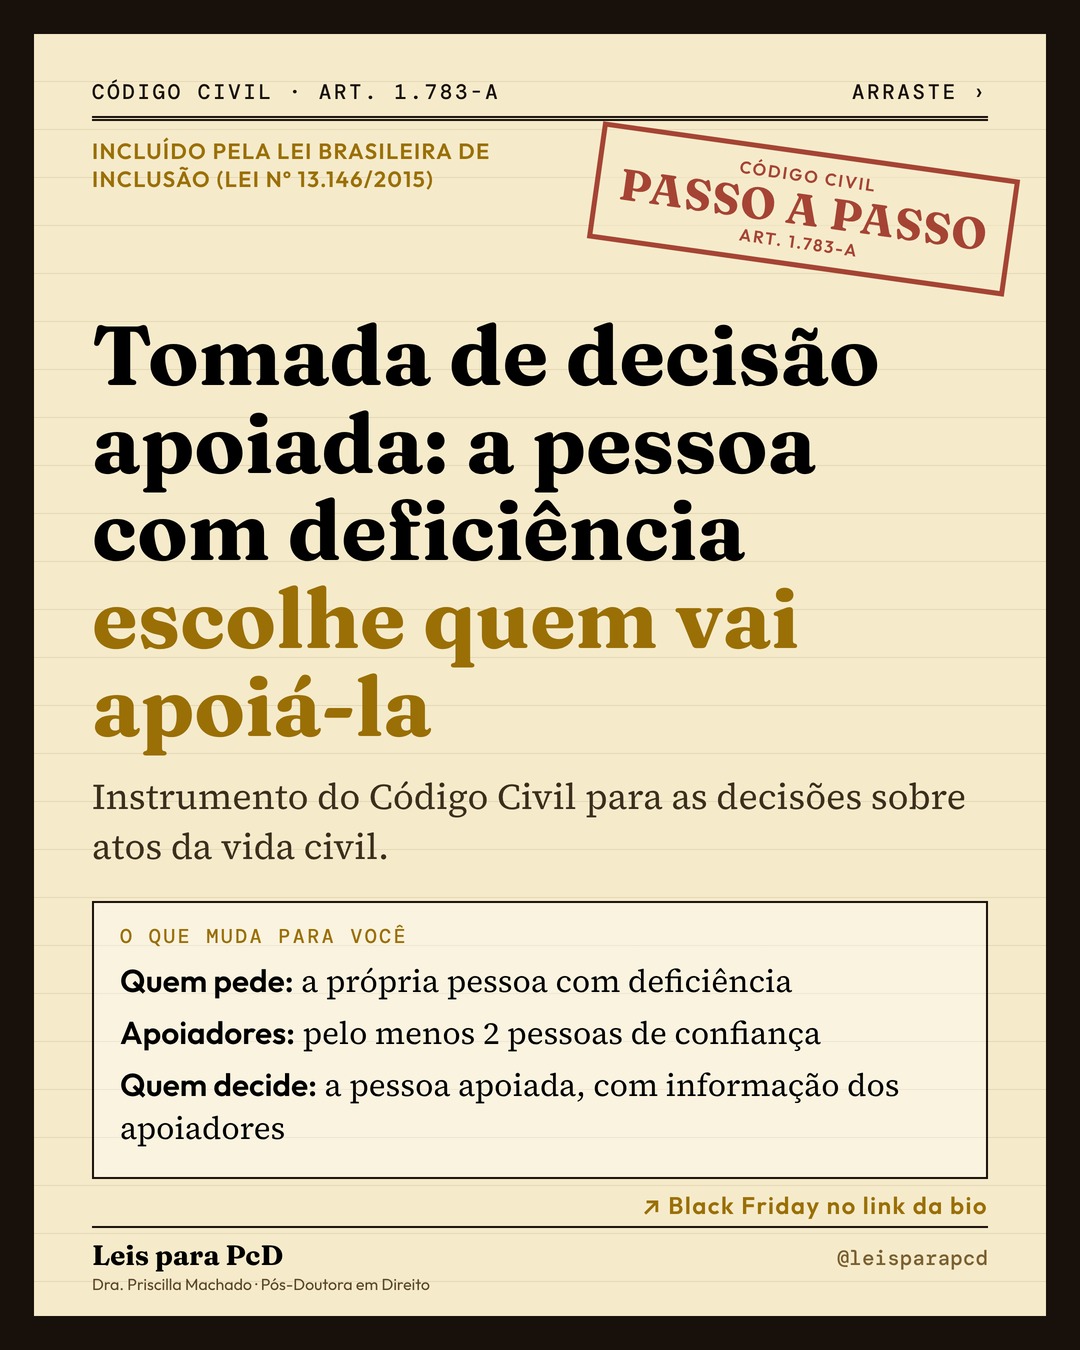 CÓDIGO CIVIL · ART. 1.783-A
ARRASTE ›
INCLUÍDO PELA LEI BRASILEIRA DE
INCLUSÃO (LEI Nº 13.146/2015)
CÓDIGO CIVIL
PASSO A PASSO
ART. 1.783-A
Tomada de decisão
apoiada: a pessoa
com deficiência
escolhe quem vai
apoiá-la
Instrumento do Código Civil para as decisões sobre
atos da vida civil.
O QUE MUDA PARA VOCÊ
Quem pede: a própria pessoa com deficiência
Apoiadores: pelo menos 2 pessoas de confiança
Quem decide: a pessoa apoiada, com informação dos
apoiadores
↗ Black Friday no link da bio
Leis para PcD
@leisparapcd
Dra. Priscilla Machado · Pós-Doutora em Direito